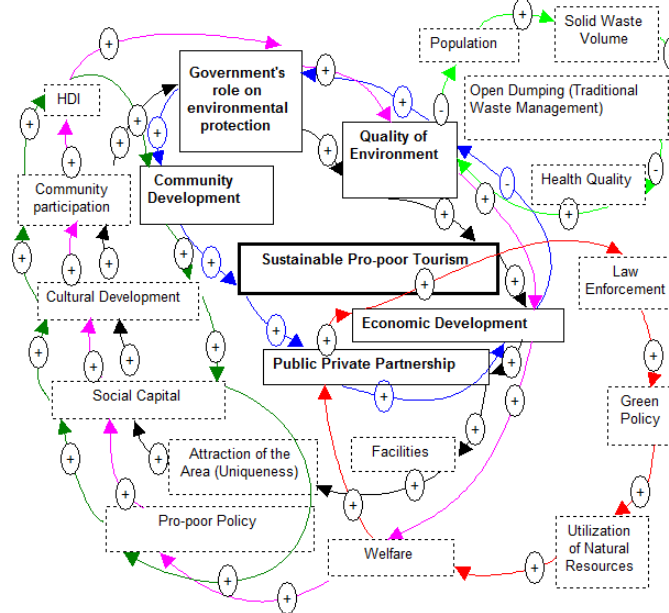 Solid Waste
Volume
Population
Government's
role on
environmental
protection
HDI
Open Dumping (Traditional
Waste Management)
Quality of
Environment
Community
Development
Health Quality
Community
participation
Sustainable Pro-poor Tourism
Law
Enforcement
Cultural Development
Economic Development
Public Private Partnership
Social Capital
Green
Policy
Attraction of the
Area (Uniqueness)
Facilities
Pro-poor Policy
Utilization
of Natural
Resources
Welfare